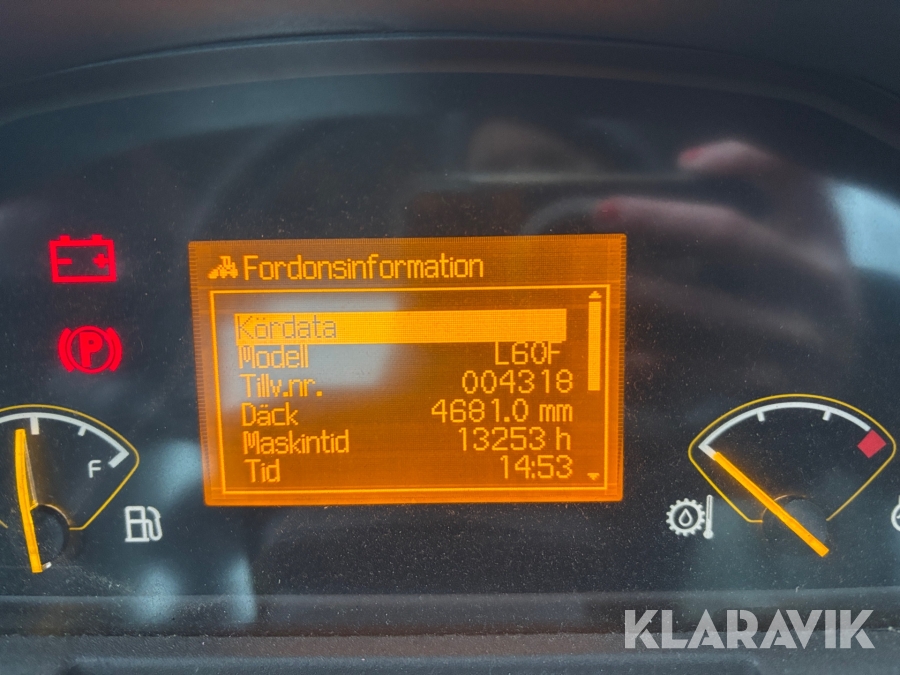 Fordonsinformation
Kördata
Modell L60F
Tillv.nr. 004318
Däck 4681.0 mm
Maskintid 13253 h
Tid 14:53
P
F
KLARAVIK